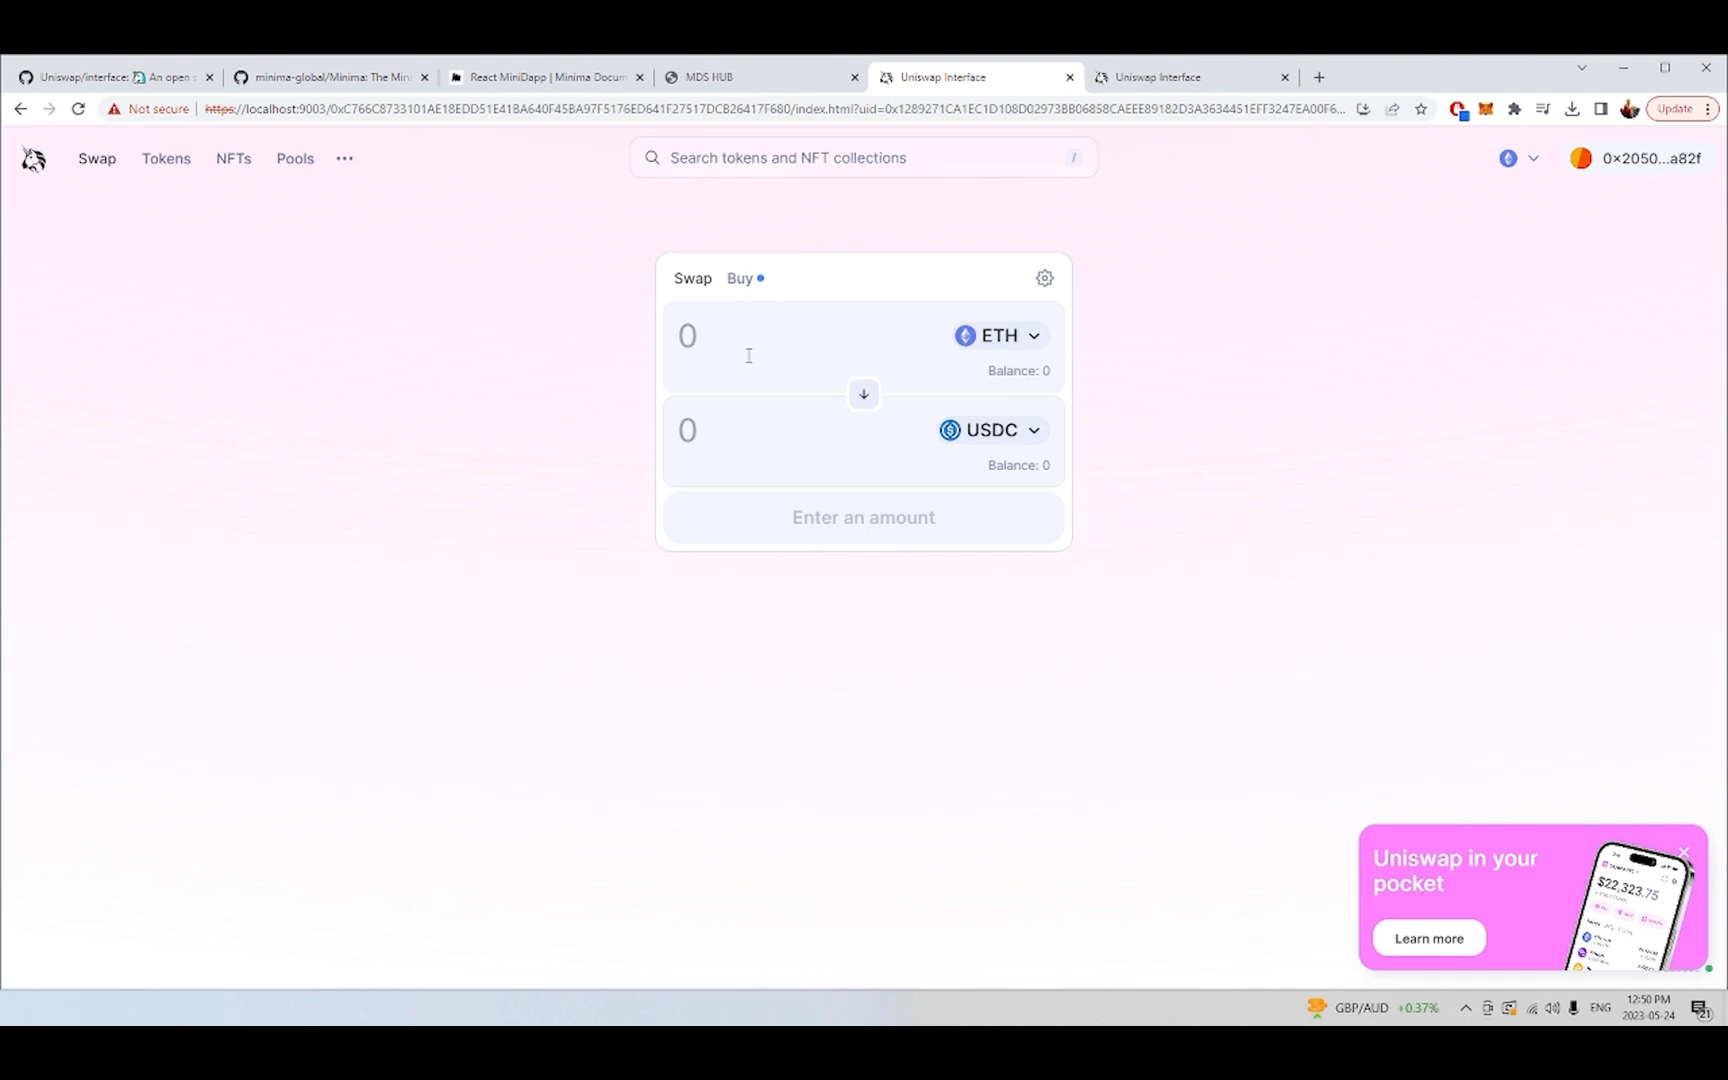 Uniswap/interface: An open s
minima-global/Minima: The Mini
React MiniDapp | Minima Docum
MDS HUB
Uniswap Interface
Uniswap Interface
Not secure
https://localhost:9003/0xC766C8733101AE18EDD51E41BA640F45BA97F5176ED641F27517DCB26417F680/index.html?uid=0x1289271CA1EC1D108D02973BB06858CAEEE89182D3A3634451EFF3247EA00F6...
Update
Swap
Tokens
NFTs
Pools
Search tokens and NFT collections
/
0×2050...a82f
Swap
Buy
0
ETH
Balance: 0
0
USDC
Balance: 0
Enter an amount
Uniswap in your
pocket
$22,323.75
Learn more
GBP/AUD +0.37%
ENG
12:50 PM
2023-05-24
21